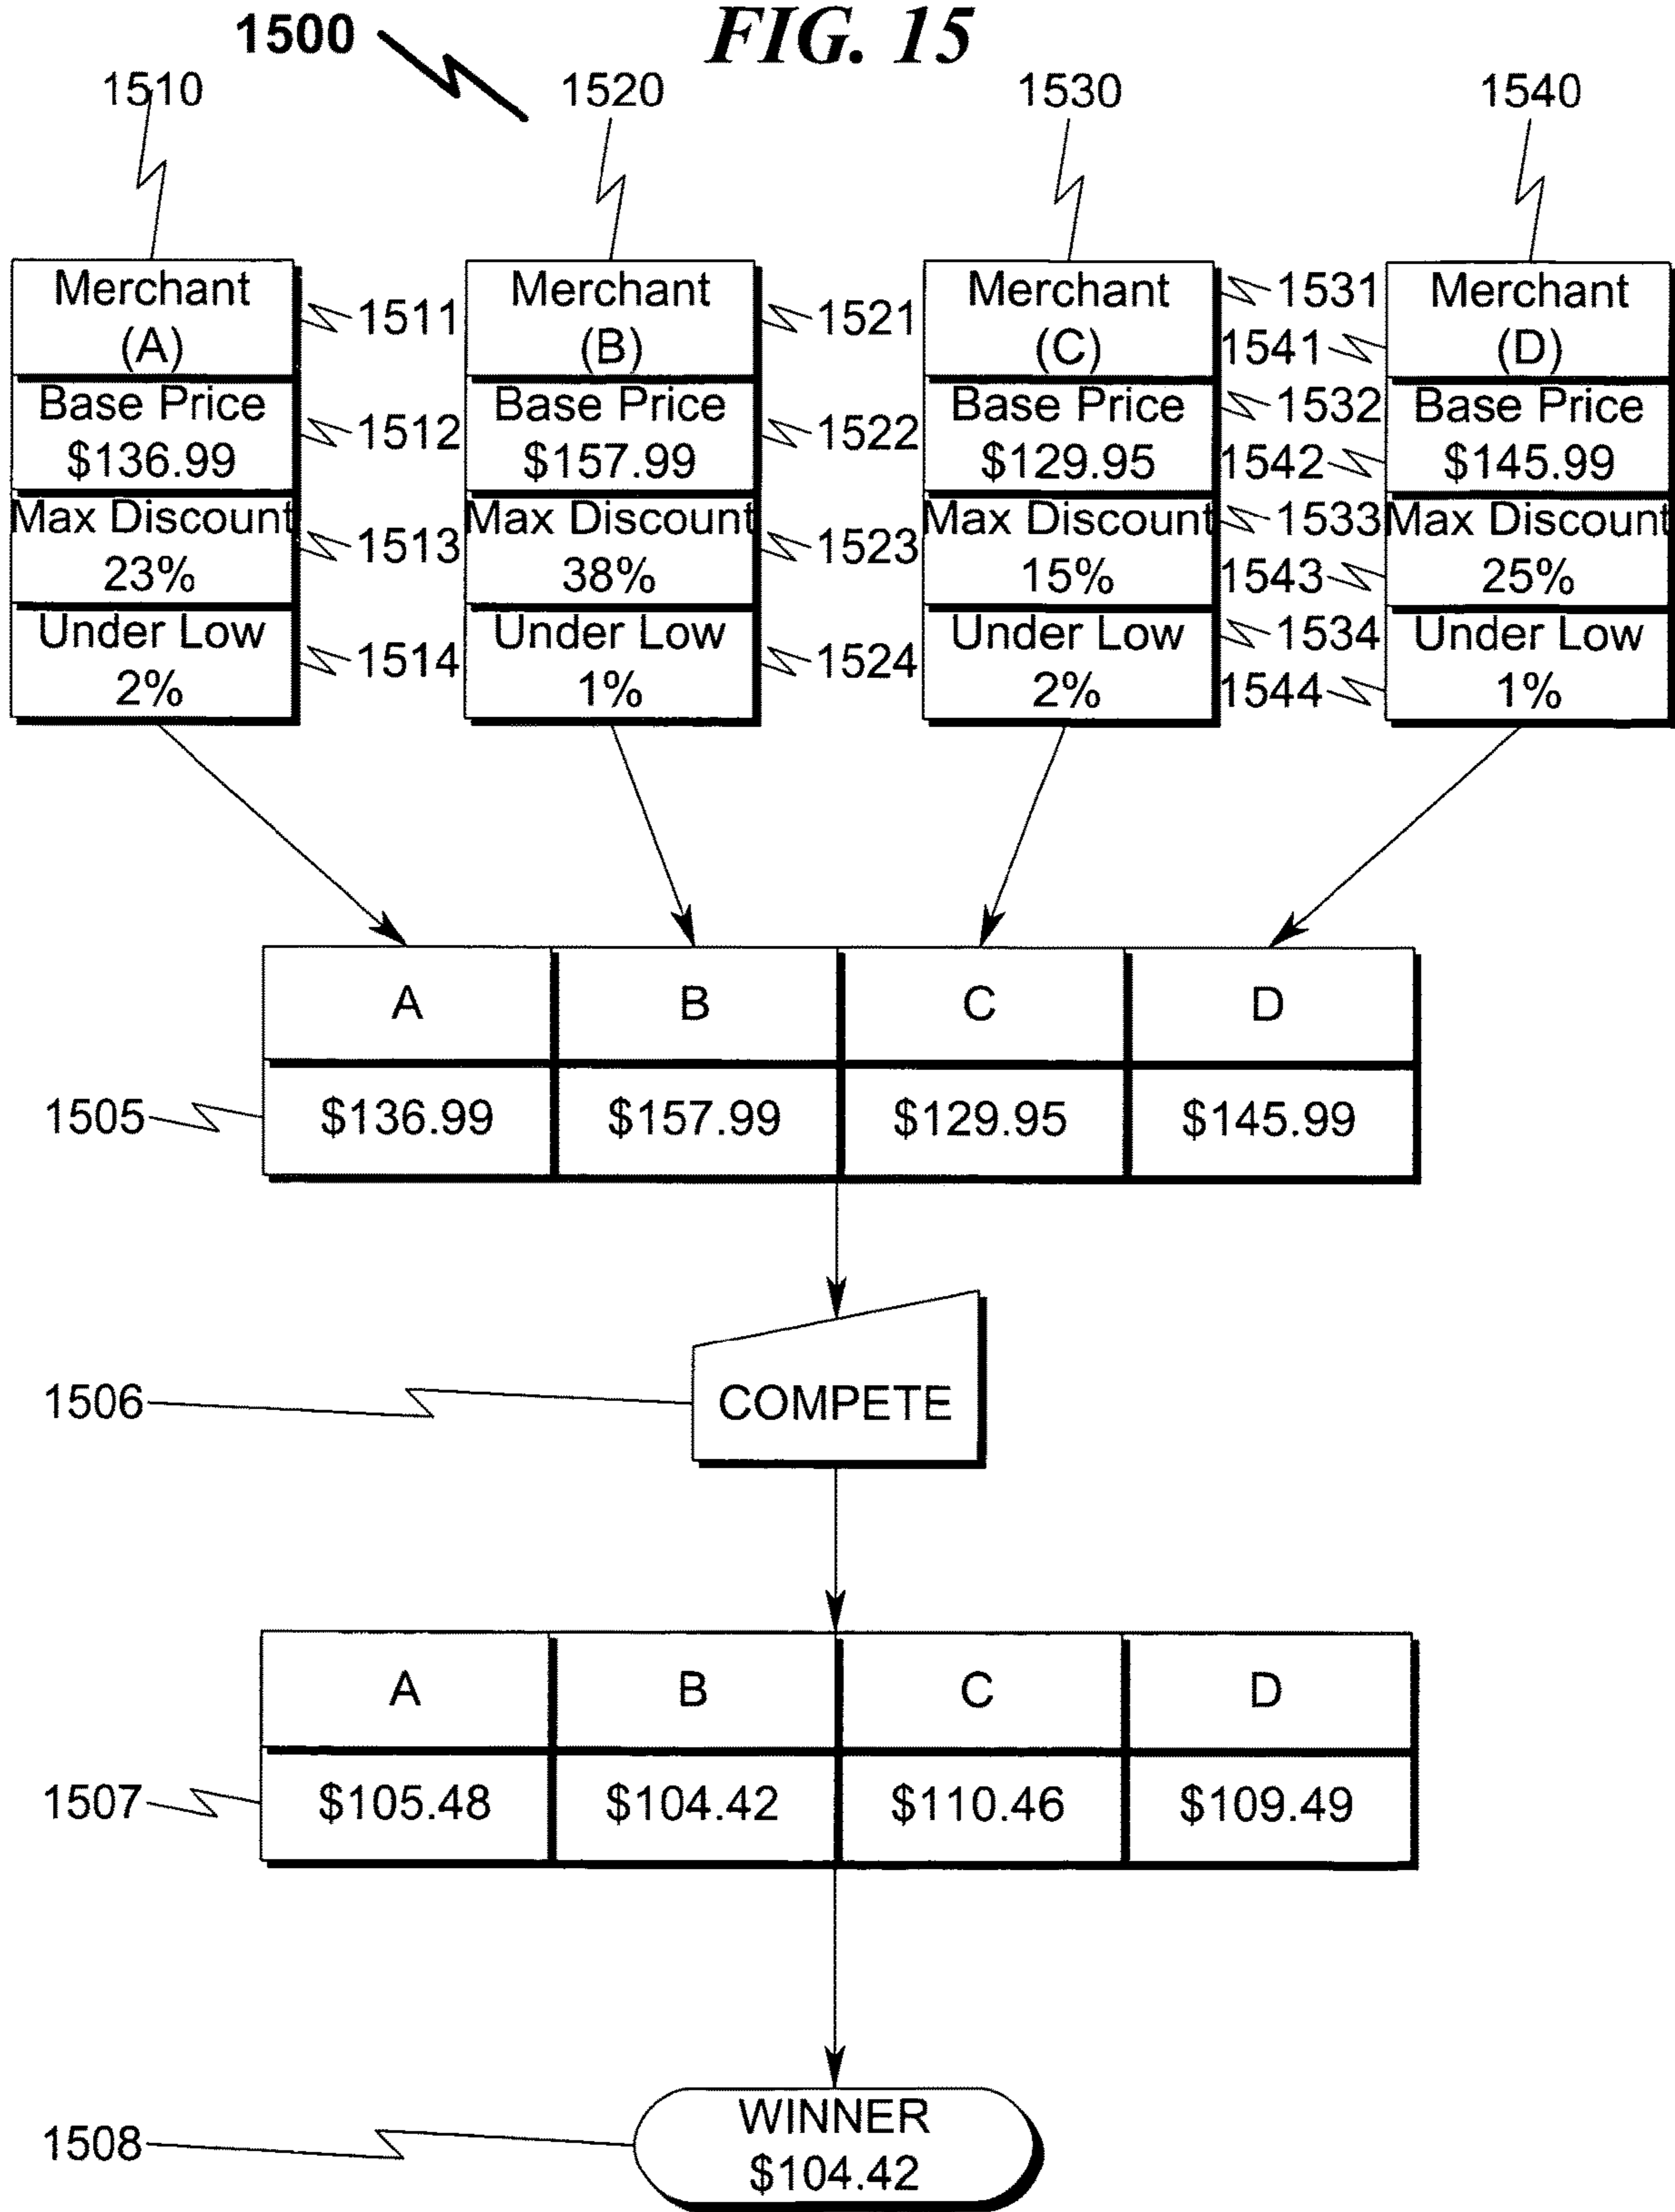 FIG. 15
1500
1510
1520
1530
1540
Merchant
(A)
Base Price
$136.99
Max Discount
23%
Under Low
2%
1511
1512
1513
1514
Merchant
(B)
Base Price
$157.99
Max Discount
38%
Under Low
1%
1521
1522
1523
1524
Merchant
(C)
Base Price
$129.95
Max Discount
15%
Under Low
2%
1531
1541
1532
1542
1533
1543
1534
1544
Merchant
(D)
Base Price
$145.99
Max Discount
25%
Under Low
1%
A B C D
1505 $136.99 $157.99 $129.95 $145.99
1506
COMPETE
A B C D
1507 $105.48 $104.42 $110.46 $109.49
1508
WINNER
$104.42